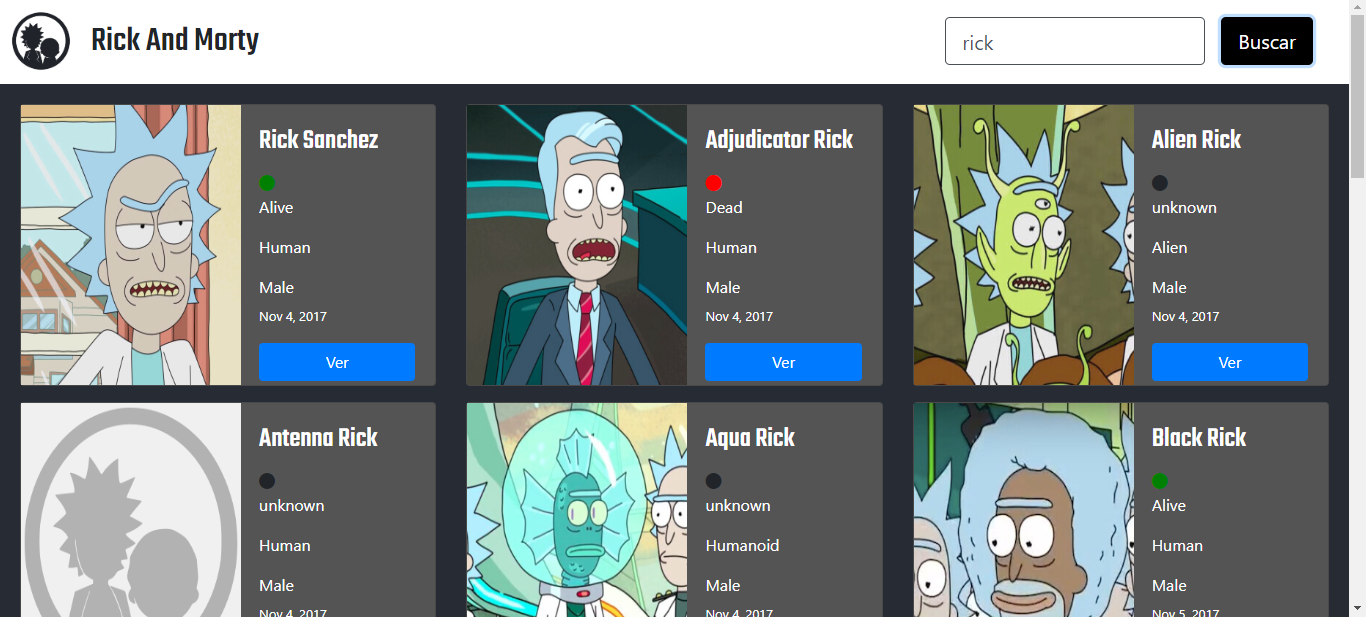 Rick And Morty
rick
Buscar
Rick Sanchez
Alive
Human
Male
Nov 4, 2017
Ver
Adjudicator Rick
Dead
Human
Male
Nov 4, 2017
Ver
Alien Rick
unknown
Alien
Male
Nov 4, 2017
Ver
Antenna Rick
unknown
Human
Male
Nov 4, 2017
Aqua Rick
unknown
Humanoid
Male
Nov 4, 2017
Black Rick
Alive
Human
Male
Nov 5, 2017